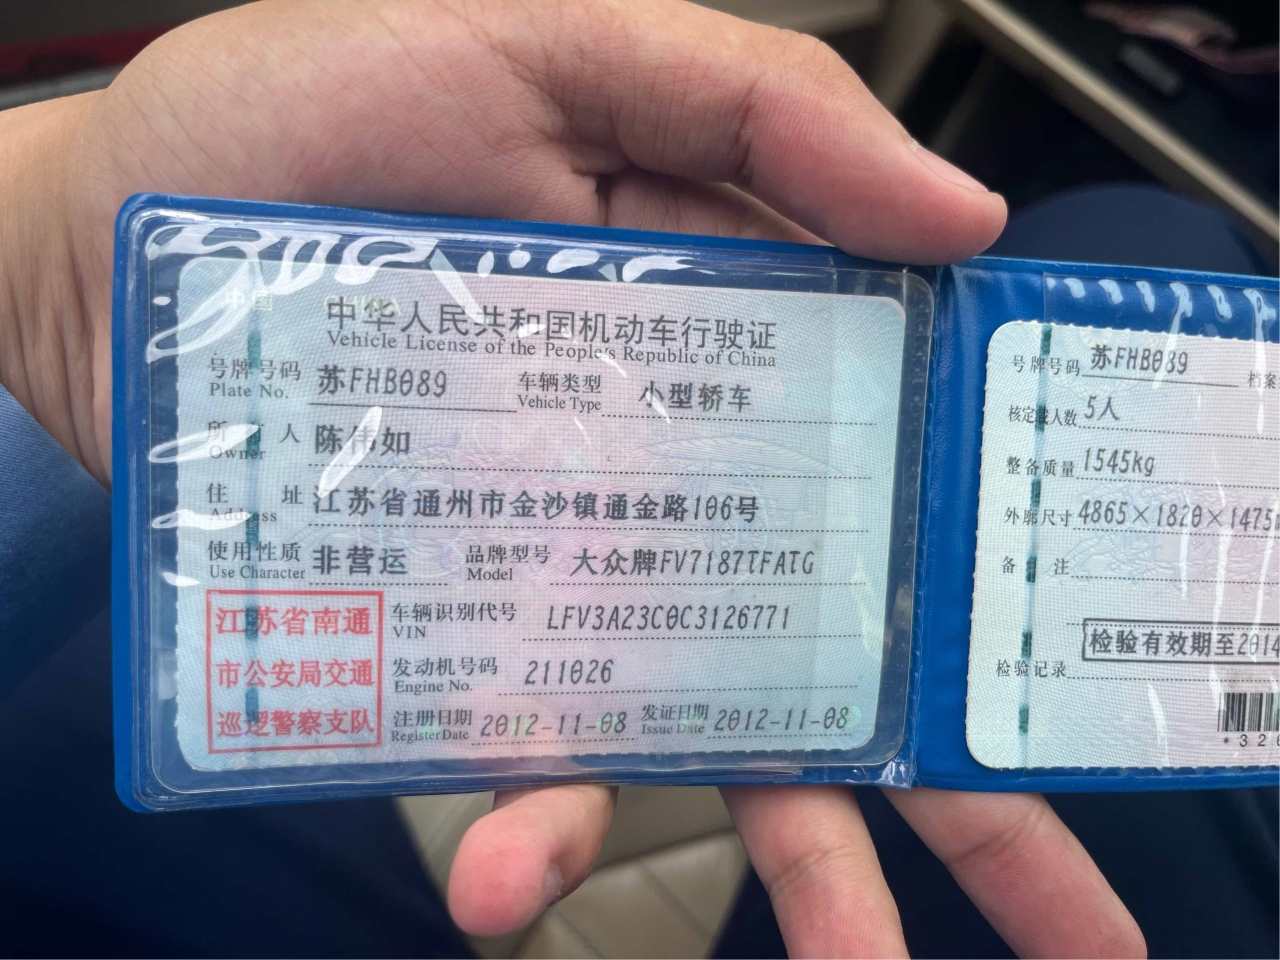 中国 CHINA
中华人民共和国机动车行驶证
Vehicle License of the People's Republic of China
号牌号码 苏FHB089 车辆类型 小型轿车
Plate No. Vehicle Type
所有人 陈伟如
Owner
住址 江苏省通州市金沙镇通金路106号
Address
使用性质 非营运 品牌型号 大众牌FV7187TFATG
Use Character Model
江苏省南通
市公安局交通
巡逻警察支队
车辆识别代号 LFV3A23C0C3126771
VIN
发动机号码 211026
Engine No.
注册日期 2012-11-08 发证日期 2012-11-08
Register Date Issue Date
号牌号码 苏FHB089 档案
核定载人数 5人
整备质量 1545kg
外廓尺寸 4865×1820×1475
备注
检验有效期至2014
检验记录
*320